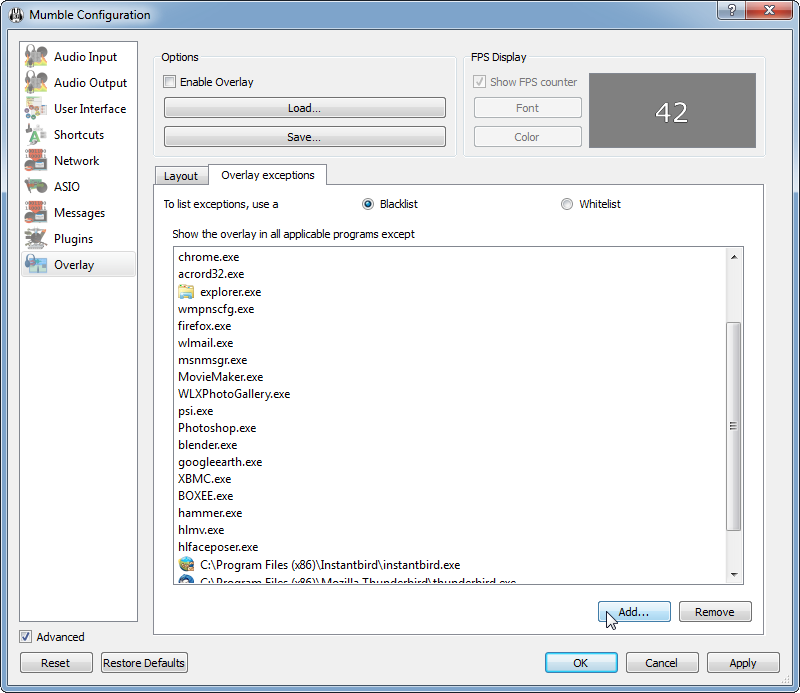 Mumble Configuration
?
Audio Input
Audio Output
User Interface
Shortcuts
Network
ASIO
Messages
Plugins
Overlay
Options
Enable Overlay
Load...
Save...
FPS Display
Show FPS counter
Font
Color
42
Layout
Overlay exceptions
To list exceptions, use a
Blacklist
Whitelist
Show the overlay in all applicable programs except
chrome.exe
acrord32.exe
explorer.exe
wmpnscfg.exe
firefox.exe
wlmail.exe
msnmsgr.exe
MovieMaker.exe
WLXPhotoGallery.exe
psi.exe
Photoshop.exe
blender.exe
googleearth.exe
XBMC.exe
BOXEE.exe
hammer.exe
hlmv.exe
hlfaceposer.exe
C:\Program Files (x86)\Instantbird\instantbird.exe
C:\Program Files (x86)\Mozilla Thunderbird\thunderbird.exe
Add...
Remove
Advanced
Reset
Restore Defaults
OK
Cancel
Apply